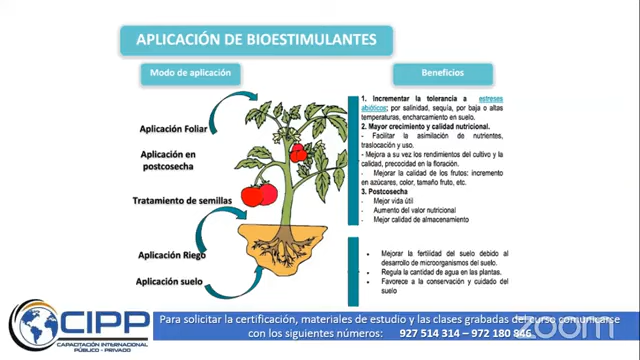 APLICACIÓN DE BIOESTIMULANTES
Modo de aplicación
Aplicación Foliar
Aplicación en
postcosecha
Tratamiento de semillas
Aplicación Riego
Aplicación suelo
Beneficios
1. Incrementar la tolerancia a estreses
abióticos; por salinidad, sequía, por baja o altas
temperaturas, encharcamiento en suelo.
2. Mayor crecimiento y calidad nutricional.
- Facilitar la asimilación de nutrientes,
traslocación y uso.
- Mejora a su vez los rendimientos del cultivo y la
calidad, precocidad en la floración.
- Mejorar la calidad de los frutos: incremento
en azúcares, color, tamaño fruto, etc.
3. Postcosecha
- Mejor vida útil
- Aumento del valor nutricional
- Mejor calidad de almacenamiento
- Mejorar la fertilidad del suelo debido al
desarrollo de microorganismos del suelo.
- Regula la cantidad de agua en las plantas.
- Favorece a la conservación y cuidado del
suelo
CIPP
CAPACITACIÓN INTERNACIONAL
PÚBLICO - PRIVADO
Para solicitar la certificación, materiales de estudio y las clases grabadas del curso comunicarse
con los siguientes números: 927 514 314 – 972 180 846
zoom